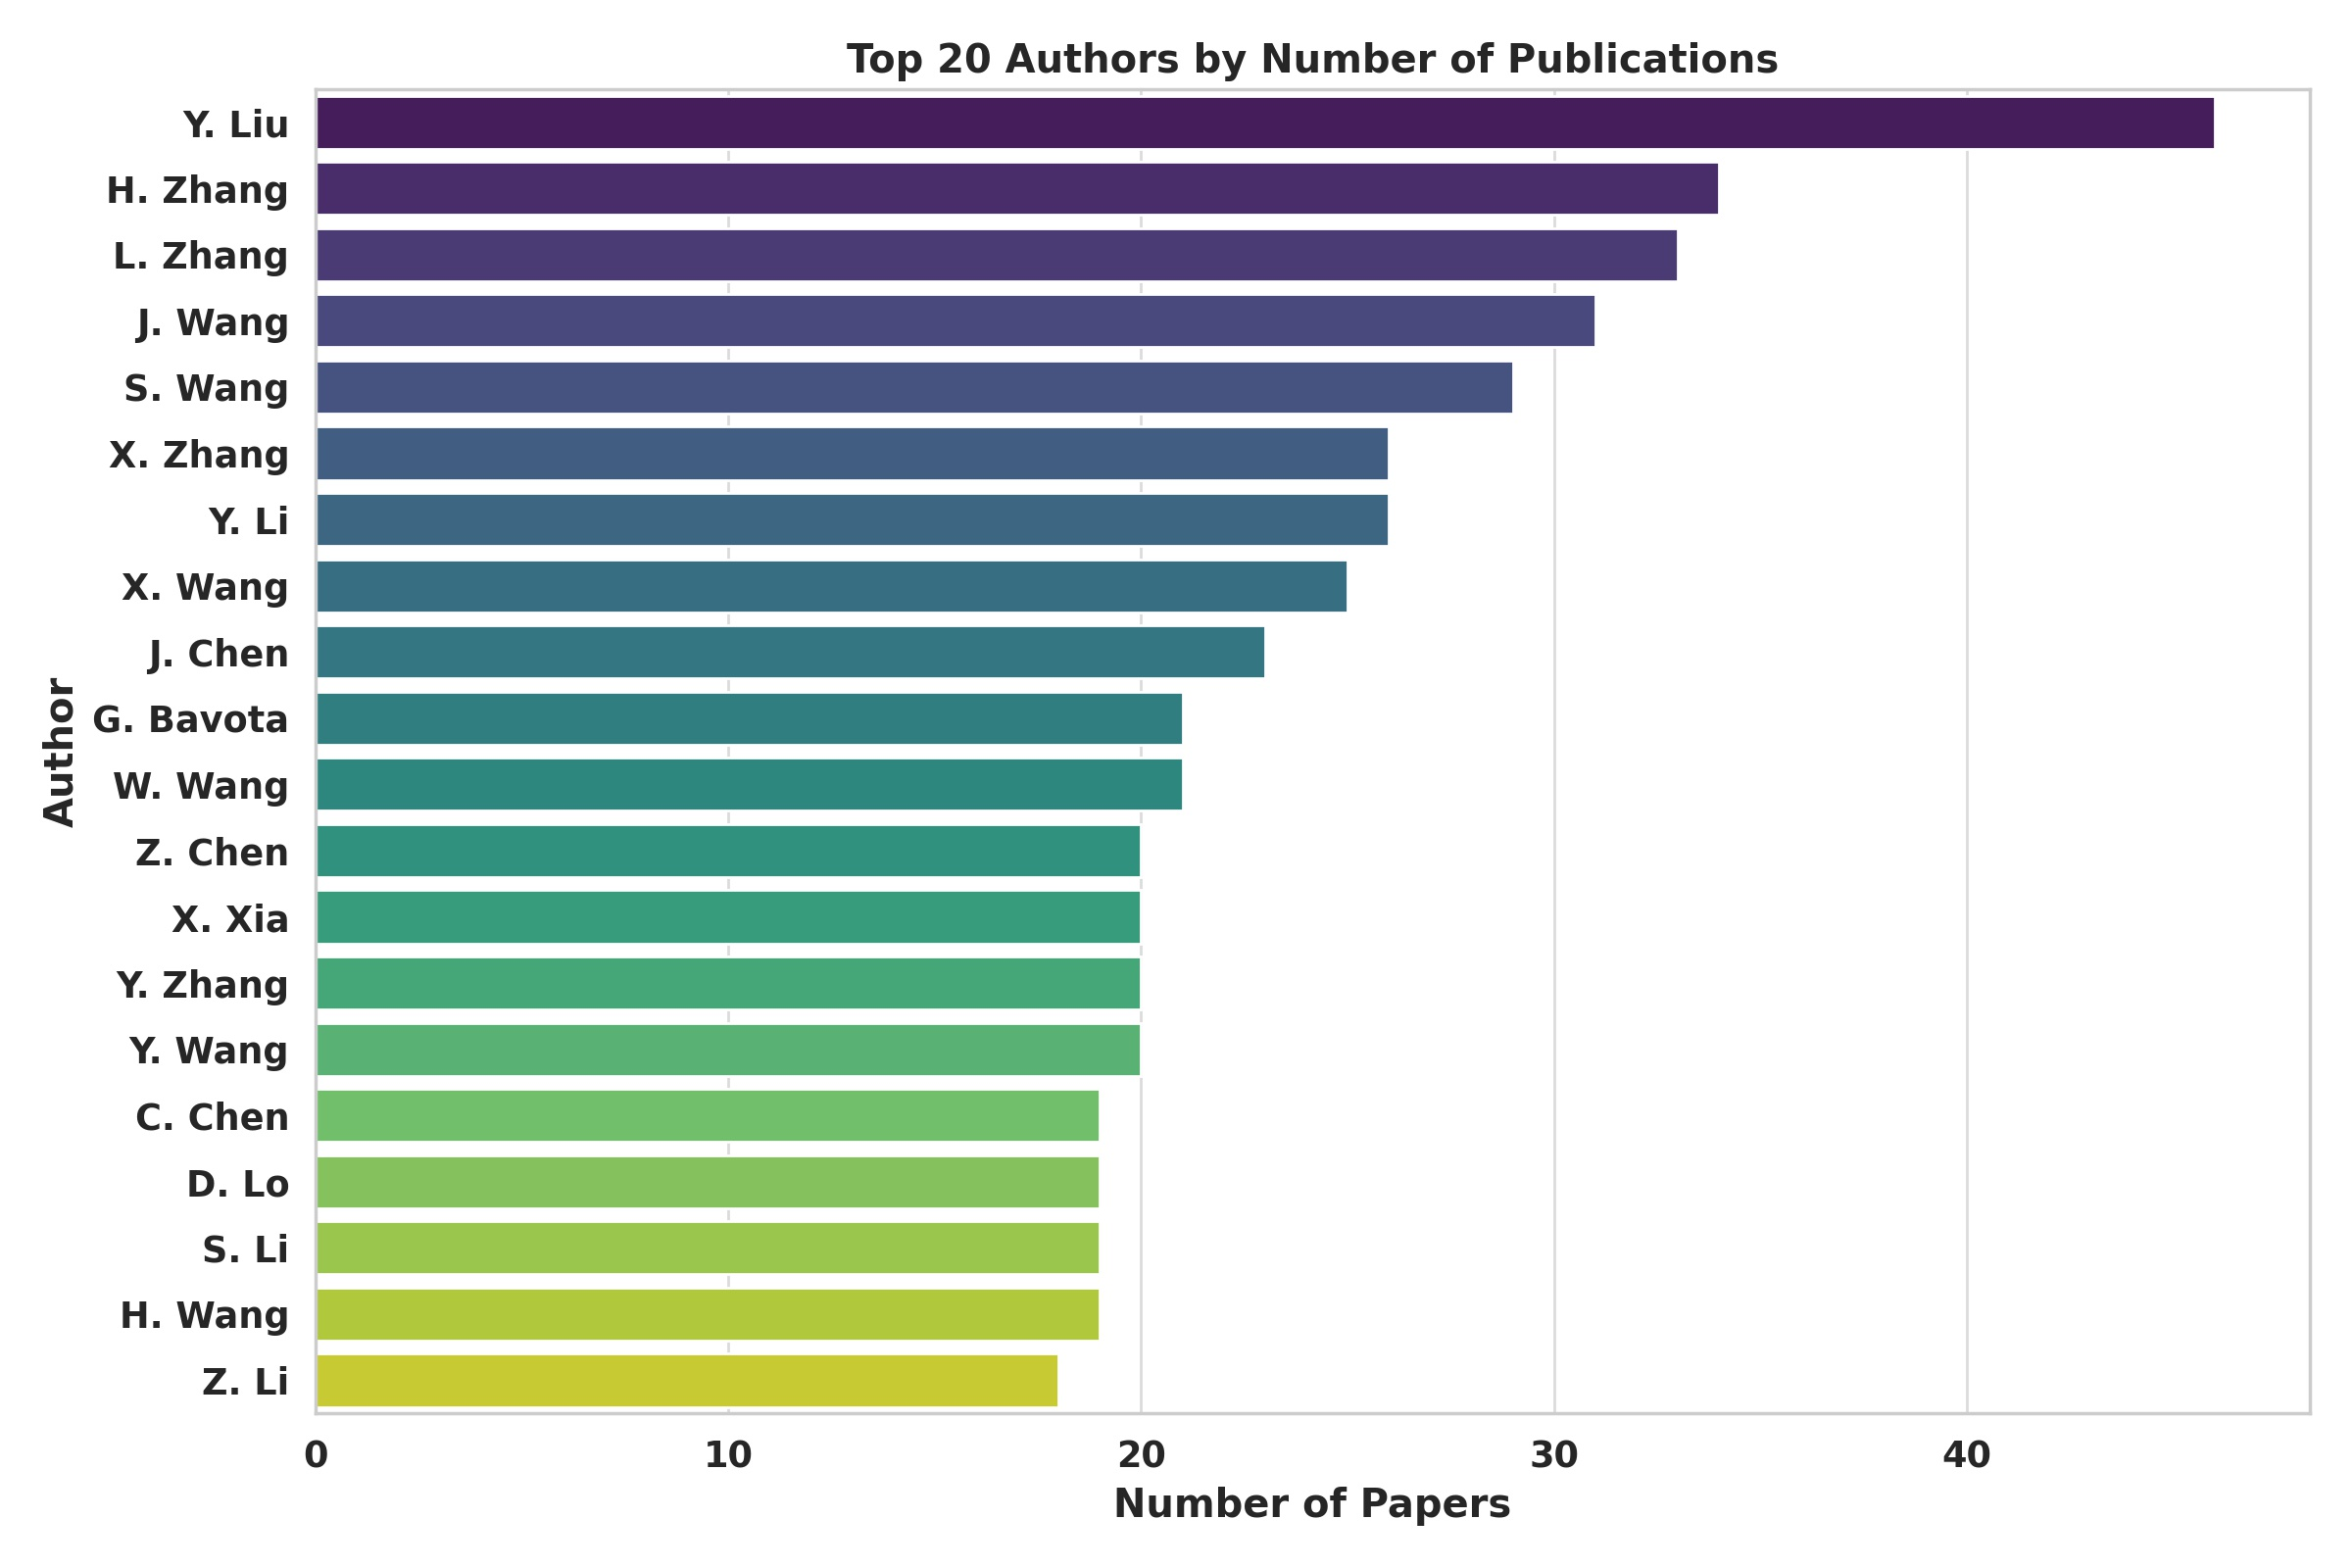 Top 20 Authors by Number of Publications
Y. Liu
H. Zhang
L. Zhang
J. Wang
S. Wang
X. Zhang
Y. Li
X. Wang
J. Chen
G. Bavota
W. Wang
Z. Chen
X. Xia
Y. Zhang
Y. Wang
C. Chen
D. Lo
S. Li
H. Wang
Z. Li
Author
0 10 20 30 40
Number of Papers